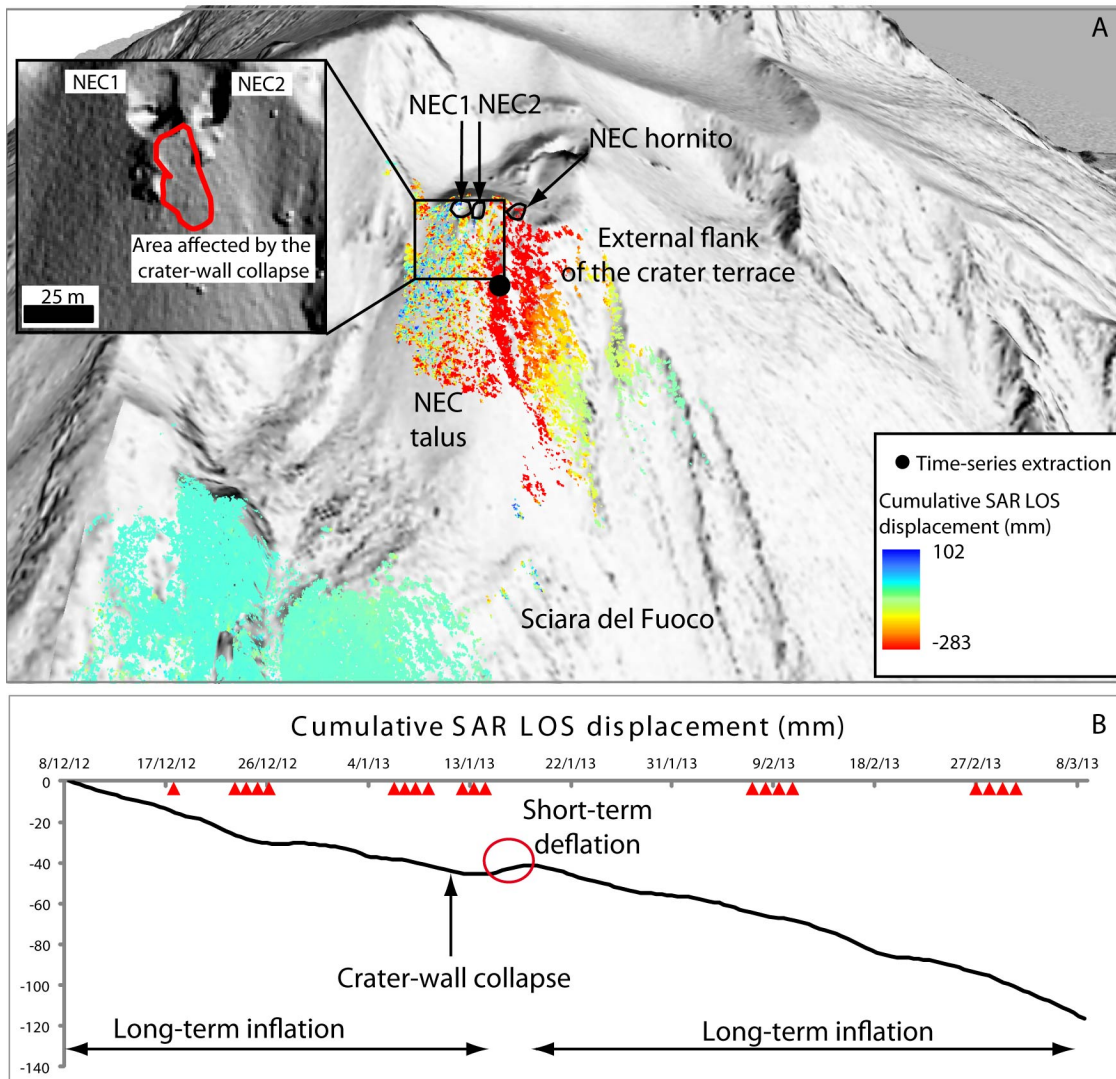 A
NEC1
NEC2
Area affected by the
crater-wall collapse
25 m
NEC1
NEC2
NEC hornito
External flank
of the crater terrace
NEC
talus
Sciara del Fuoco
Time-series extraction
Cumulative SAR LOS
displacement (mm)
102
-283
B
Cumulative SAR LOS displacement (mm)
8/12/12 17/12/12 26/12/12 4/1/13 13/1/13 22/1/13 31/1/13 9/2/13 18/2/13 27/2/13 8/3/13
0
-20
-40
-60
-80
-100
-120
-140
Short-term
deflation
Crater-wall collapse
Long-term inflation
Long-term inflation